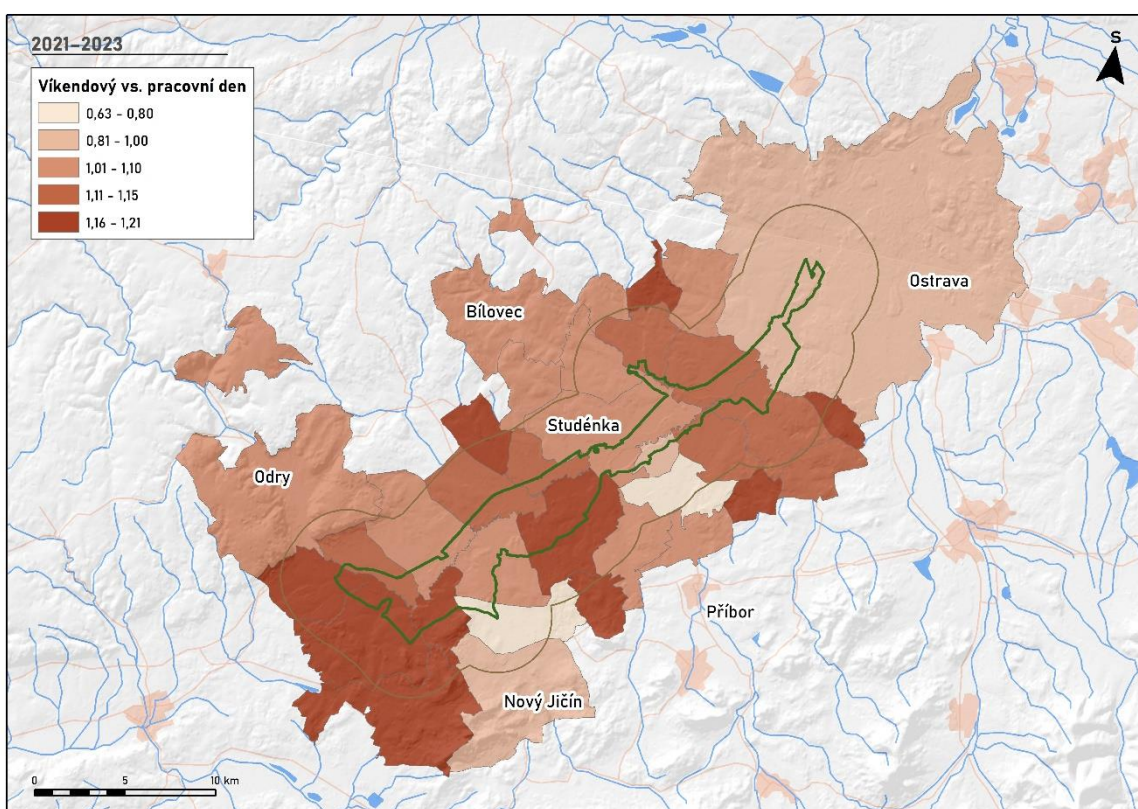 2021–2023
Víkendový vs. pracovní den
0,63 – 0,80
0,81 – 1,00
1,01 – 1,10
1,11 – 1,15
1,16 – 1,21
S
Ostrava
Bílovec
Studénka
Odry
Příbor
Nový Jičín
0 5 10 km